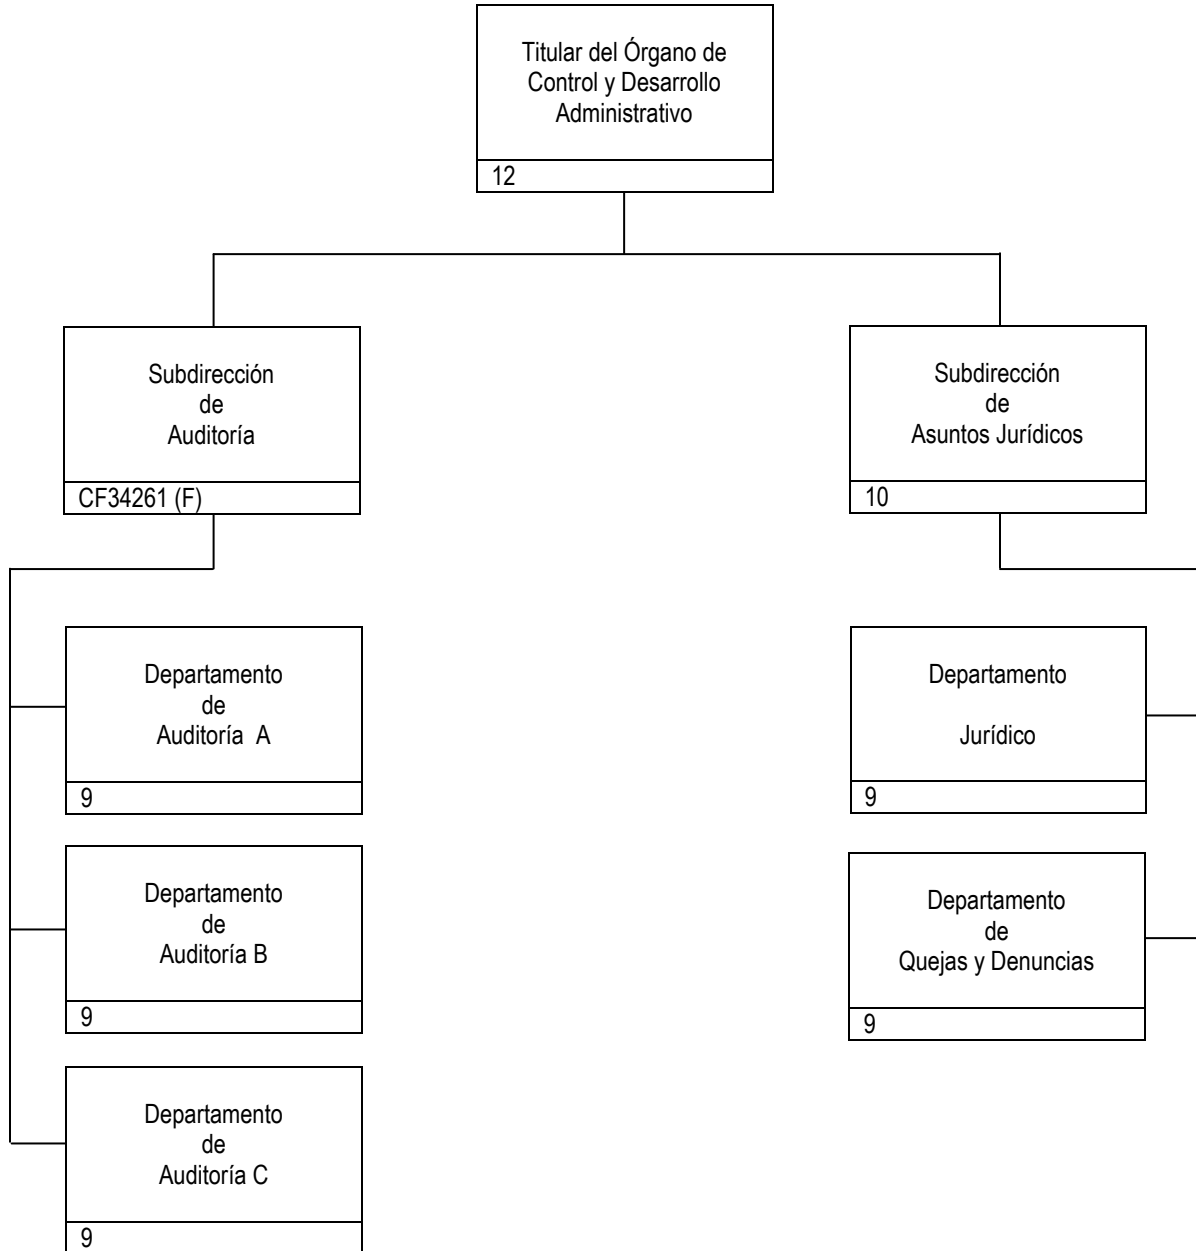 Titular del Órgano de
Control y Desarrollo
Administrativo
12
Subdirección
de
Auditoría
CF34261 (F)
Subdirección
de
Asuntos Jurídicos
10
Departamento
de
Auditoría  A
9
Departamento
de
Auditoría B
9
Departamento
de
Auditoría C
9
Departamento
Jurídico
9
Departamento
de
Quejas y Denuncias
9